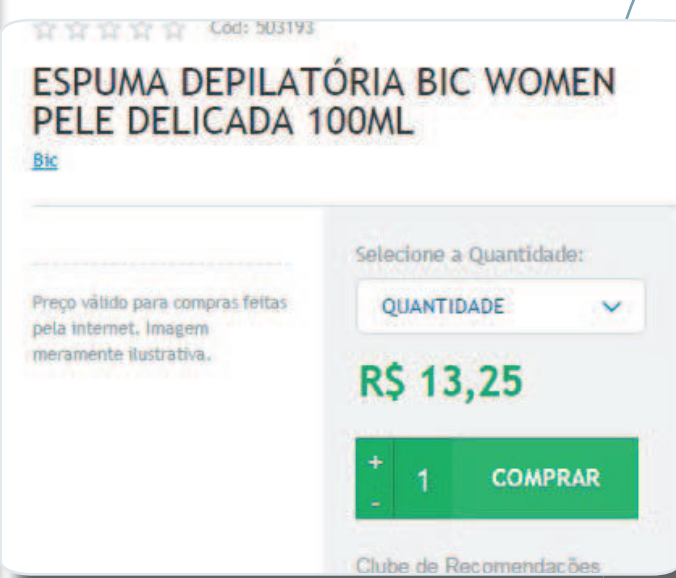 Cód: 503193
ESPUMA DEPILATÓRIA BIC WOMEN
PELE DELICADA 100ML
Bic
Selecione a Quantidade:
QUANTIDADE
Preço válido para compras feitas
pela internet. Imagem
meramente ilustrativa.
R$ 13,25
+
1
-
COMPRAR
Clube de Recomendações